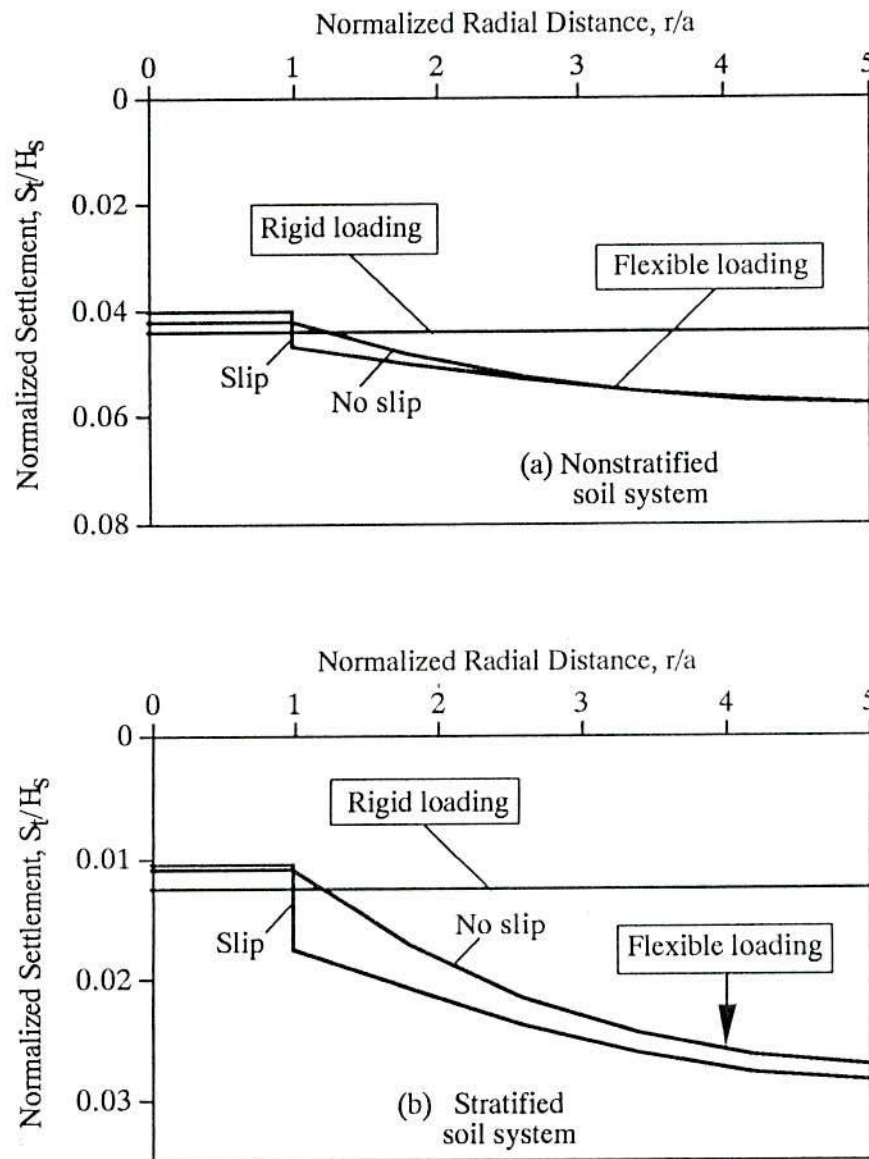 Normalized Radial Distance, r/a
0 1 2 3 4 5
0
0.02
0.04
0.06
0.08
Normalized Settlement, St/Hs
Rigid loading
Flexible loading
Slip
No slip
(a) Nonstratified
soil system
Normalized Radial Distance, r/a
0 1 2 3 4 5
0
0.01
0.02
0.03
Normalized Settlement, St/Hs
Rigid loading
No slip
Slip
Flexible loading
(b) Stratified
soil system